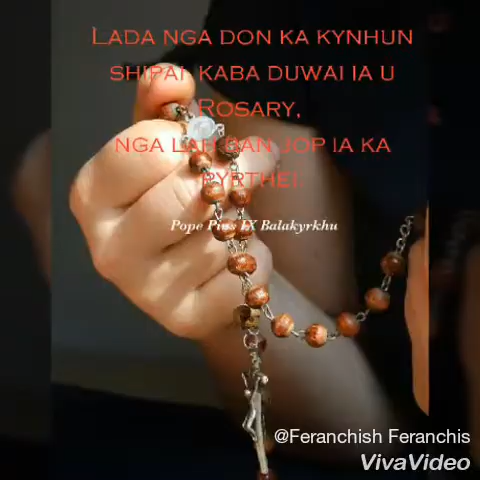 LADA NGA DON KA KYNHUN
SHIPAI KABA DUWAI IA U
ROSARY,
NGA LAH BAN JOP IA KA
PYRTHEI.
Pope Pius IX Balakyrkhu
@Feranchish Feranchis
VivaVideo